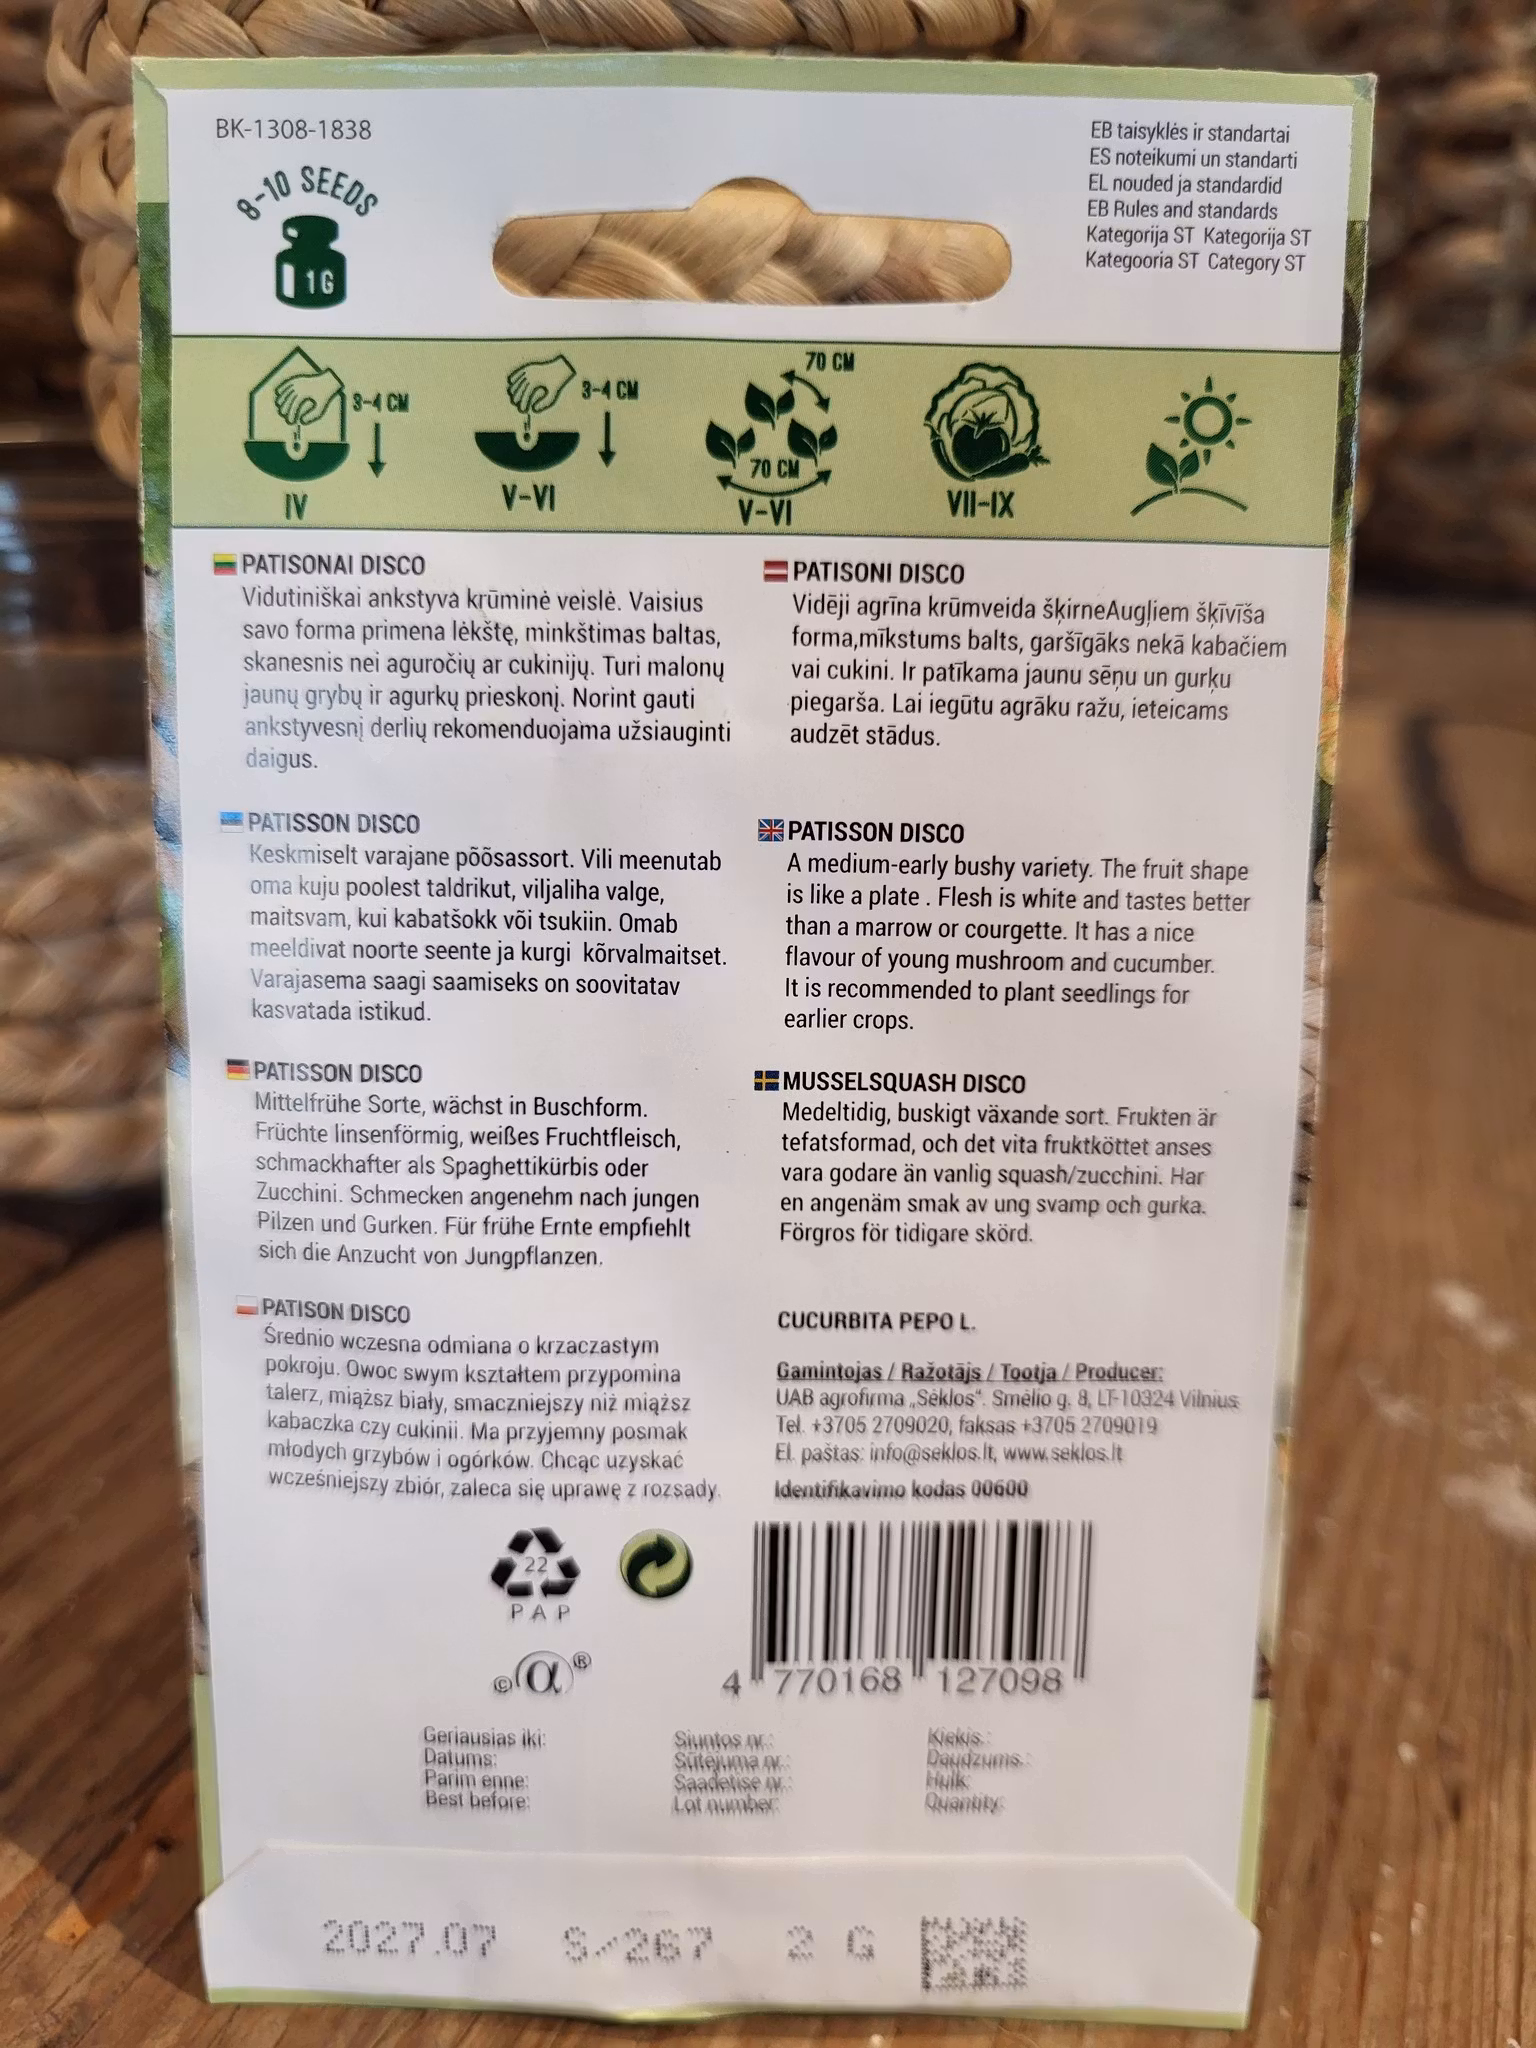 BK-1308-1838
8-10 SEEDS
1G
EB taisyklės ir standartai
ES noteikumi un standarti
EL nouded ja standardid
EB Rules and standards
Kategorija ST Kategorija ST
Kategooria ST Category ST
3-4 CM
IV
3-4 CM
V-VI
70 CM
70 CM
V-VI
VII-IX
PATISONAI DISCO
Vidutiniškai ankstyva krūminė veislė. Vaisius
savo forma primena lėkštę, minkštimas baltas,
skanesnis nei aguročių ar cukinijų. Turi malonų
jaunų grybų ir agurkų prieskonį. Norint gauti
ankstyvesnį derlių rekomenduojama užsiauginti
daigus.
PATISONI DISCO
Vidēji agrīna krūmveida šķirneAugļiem šķīvīša
forma,mīkstums balts, garšīgāks nekā kabačiem
vai cukini. Ir patīkama jaunu sēņu un gurķu
piegarša. Lai iegūtu agrāku ražu, ieteicams
audzēt stādus.
PATISSON DISCO
Keskmiselt varajane põõsassort. Vili meenutab
oma kuju poolest taldrikut, viljaliha valge,
maitsvam, kui kabatšokk või tsukiin. Omab
meeldivat noorte seente ja kurgi kõrvalmaitset.
Varajasema saagi saamiseks on soovitatav
kasvatada istikud.
PATISSON DISCO
A medium-early bushy variety. The fruit shape
is like a plate . Flesh is white and tastes better
than a marrow or courgette. It has a nice
flavour of young mushroom and cucumber.
It is recommended to plant seedlings for
earlier crops.
PATISSON DISCO
Mittelfrühe Sorte, wächst in Buschform.
Früchte linsenförmig, weißes Fruchtfleisch,
schmackhafter als Spaghettikürbis oder
Zucchini. Schmecken angenehm nach jungen
Pilzen und Gurken. Für frühe Ernte empfiehlt
sich die Anzucht von Jungpflanzen.
MUSSELSQUASH DISCO
Medeltidig, buskigt växande sort. Frukten är
tefatsformad, och det vita fruktköttet anses
vara godare än vanlig squash/zucchini. Har
en angenäm smak av ung svamp och gurka.
Förgros för tidigare skörd.
PATISON DISCO
Średnio wczesna odmiana o krzaczastym
pokroju. Owoc swym kształtem przypomina
talerz, miąższ biały, smaczniejszy niż miąższ
kabaczka czy cukinii. Ma przyjemny posmak
młodych grzybów i ogórków. Chcąc uzyskać
wcześniejszy zbiór, zaleca się uprawę z rozsady.
CUCURBITA PEPO L.
Gamintojas / Ražotājs / Tootja / Producer:
UAB agrofirma „Sėklos“. Smėlio g. 8, LT-10324 Vilnius
Tel. +3705 2709020, faksas +3705 2709019
El. paštas: info@seklos.lt, www.seklos.lt
Identifikavimo kodas 00600
22
PAP
© α ®
4 770168 127098
Geriausias iki:
Datums:
Parim enne:
Best before:
Siuntos nr.:
Sūtījuma nr.:
Saadetise nr.:
Lot number:
Kiekis.:
Daudzums.:
Hulk:
Quantity:
2027.07 S-267 2 G